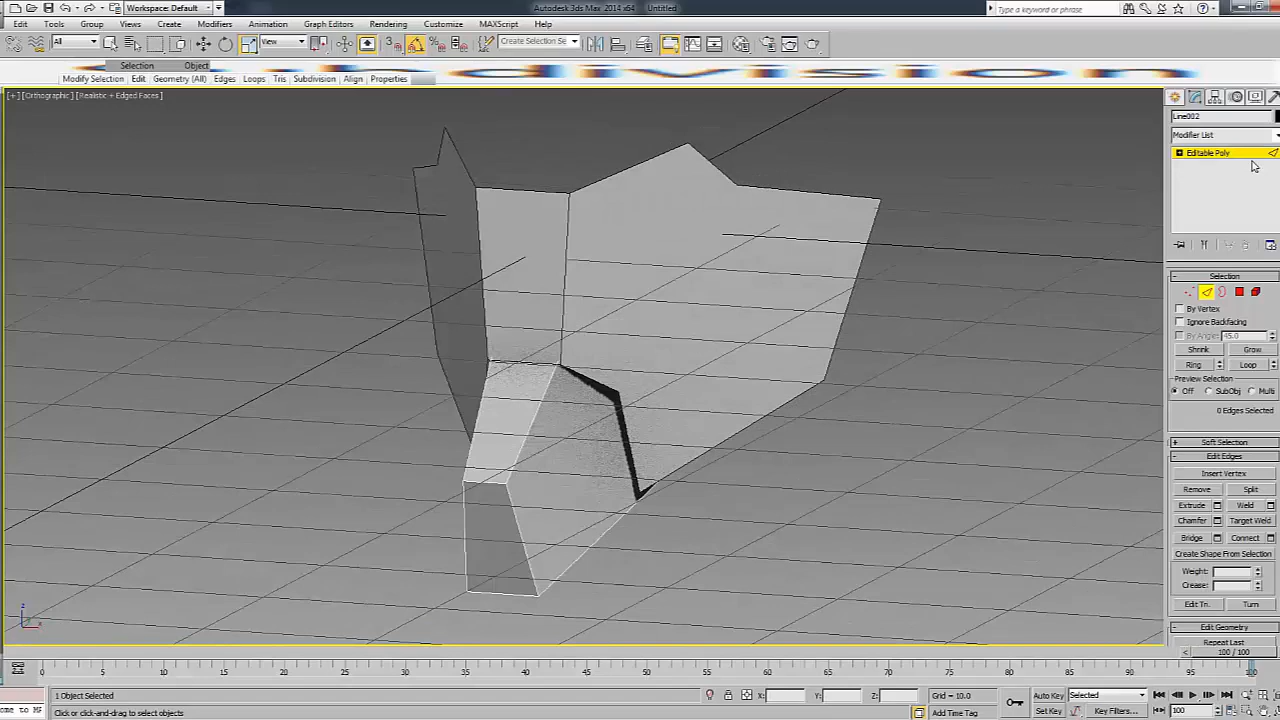 Workspace: Default
Autodesk 3ds Max 2014 x64 Untitled
Type a keyword or phrase
Edit Tools Group Views Create Modifiers Animation Graph Editors Rendering Customize MAXScript Help
All View Create Selection Se
Selection Object
Modify Selection Edit Geometry (All) Edges Loops Tris Subdivision Align Properties
[+] [Orthographic] [Realistic + Edged Faces]
Line002
Modifier List
Editable Poly
Selection
By Vertex
Ignore Backfacing
By Angle: 45.0
Shrink Grow
Ring Loop
Preview Selection
Off SubObj Multi
0 Edges Selected
Soft Selection
Edit Edges
Insert Vertex
Remove Split
Extrude Weld
Chamfer Target Weld
Bridge Connect
Create Shape From Selection
Weight:
Crease:
Edit Tri. Turn
Edit Geometry
Repeat Last
100 / 100
0 5 10 15 20 25 30 35 40 45 50 55 60 65 70 75 80 85 90 95 100
1 Object Selected X: Y: Z: Grid = 10.0 Auto Key Selected
Click or click-and-drag to select objects Add Time Tag Set Key Key Filters... 100